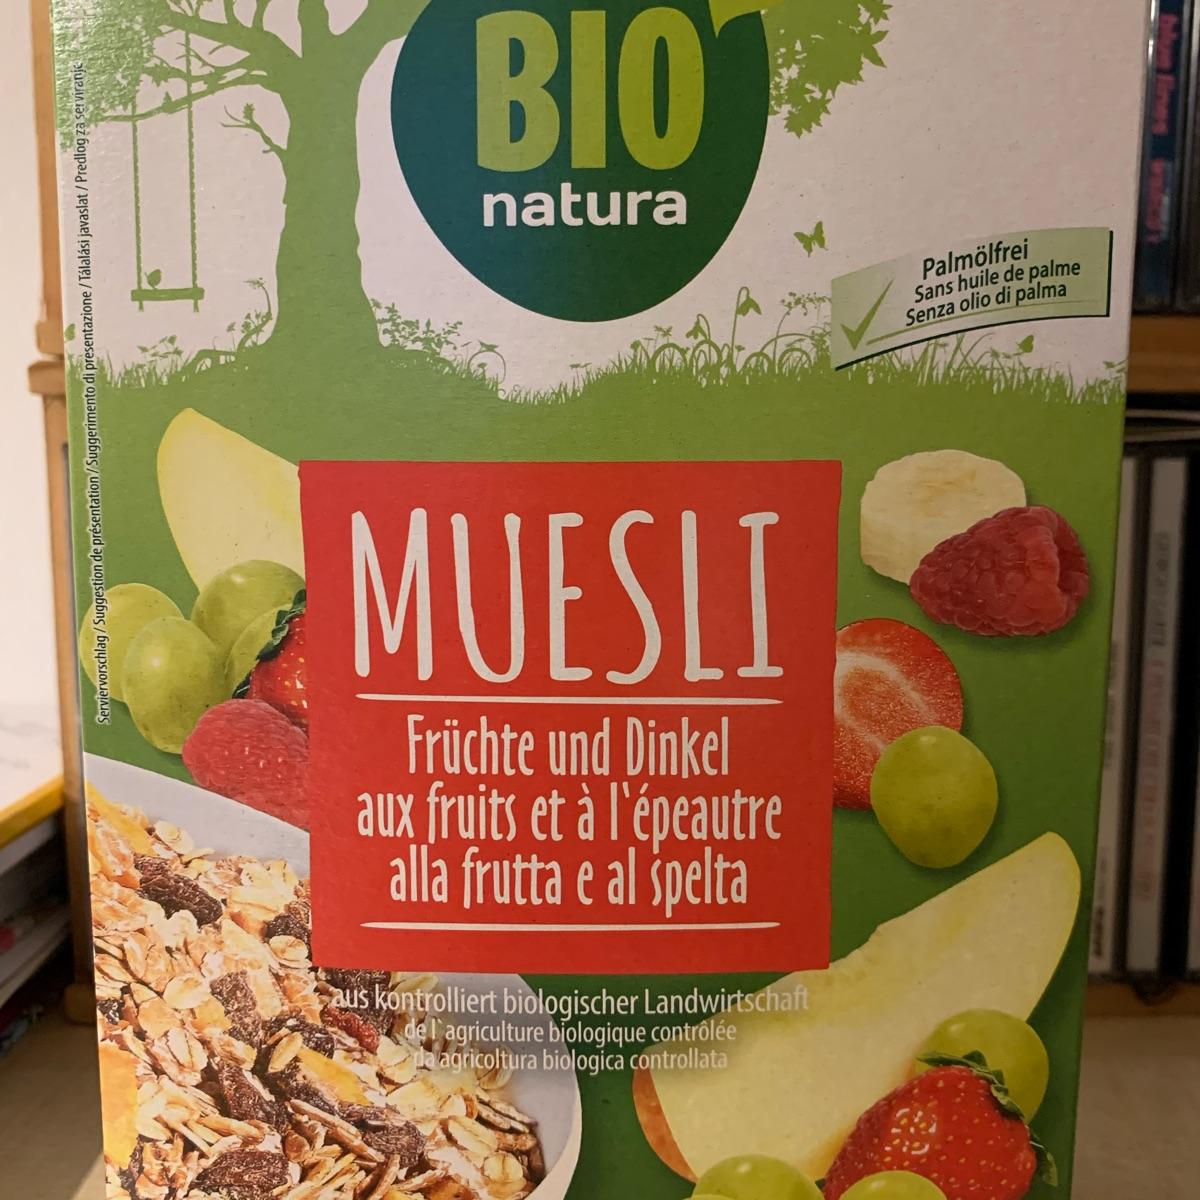 BIO
natura
Palmölfrei
Sans huile de palme
Senza olio di palma
Serviervorschlag / Suggestion de présentation / Suggerimento di presentazione / Tálalási javaslat / Predlog za serviranje
MUESLI
Früchte und Dinkel
aux fruits et à l'épeautre
alla frutta e al spelta
aus kontrolliert biologischer Landwirtschaft
de l'agriculture biologique contrôlée
da agricoltura biologica controllata